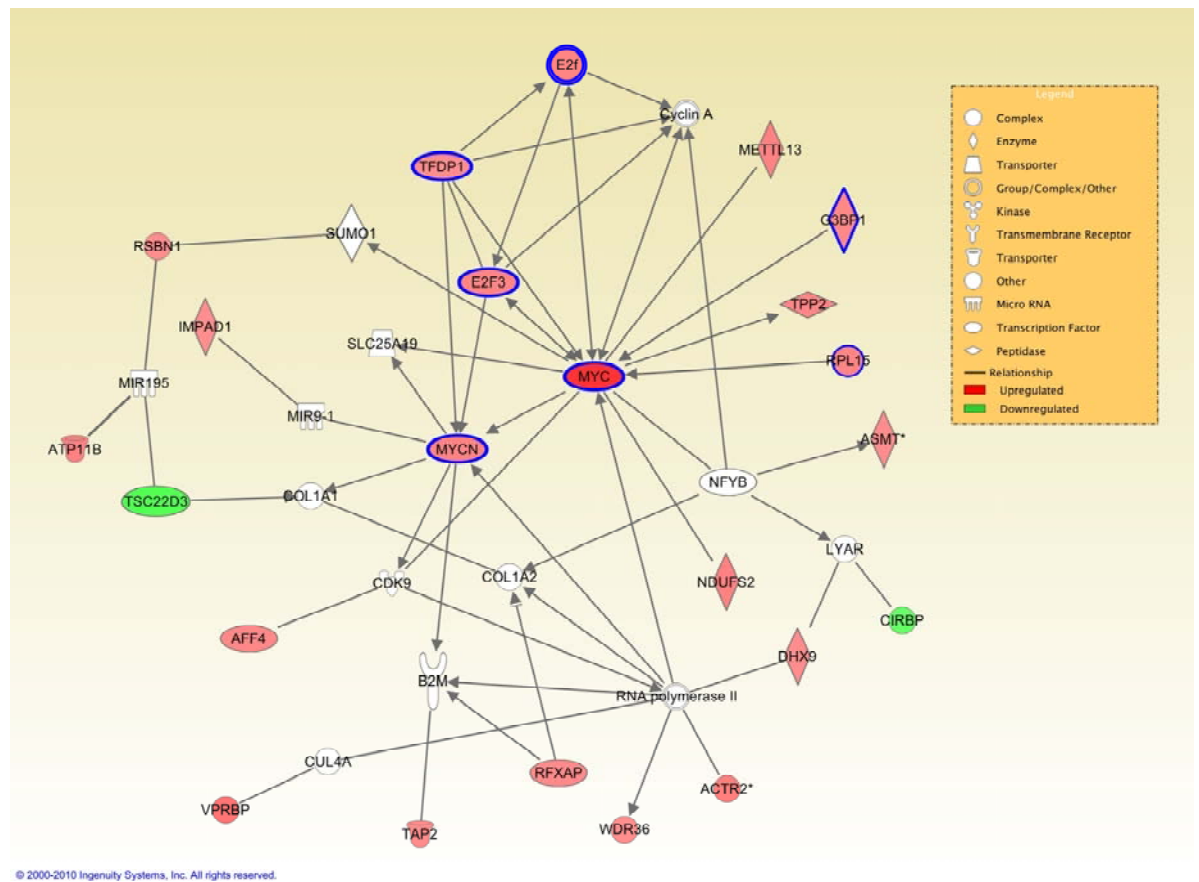 E2f
Cyclin A
Legend
Complex
Enzyme
Transporter
Group/Complex/Other
Kinase
Transmembrane Receptor
Transporter
Other
Micro RNA
Transcription Factor
Peptidase
Relationship
Upregulated
Downregulated
METTL13
TFDP1
G3BP1
SUMO1
RSBN1
E2F3
TPP2
IMPAD1
SLC25A19
RPL15
MYC
MIR195
MIR9-1
ASMT*
ATP11B
MYCN
NFYB
TSC22D3
COL1A1
LYAR
CDK9
COL1A2
NDUFS2
CIRBP
AFF4
DHX9
B2M
RNA polymerase II
CUL4A
RFXAP
ACTR2*
VPRBP
TAP2
WDR36
© 2000-2010 Ingenuity Systems, Inc. All rights reserved.